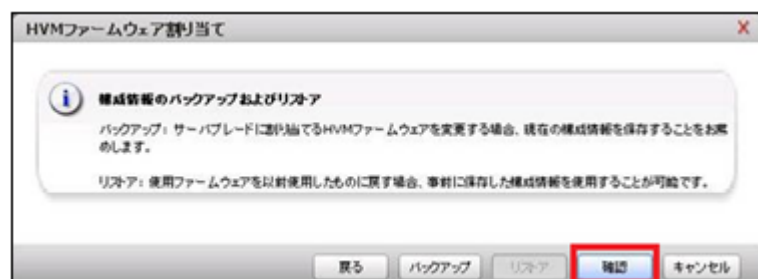 HVMファームウェア割り当て
構成情報のバックアップおよびリストア
バックアップ：サーバブレードに割り当てるHVMファームウェアを変更する場合、現在の構成情報を保存することをお薦
めします。
リストア：使用ファームウェアを以前使用したものに戻す場合、事前に保存した構成情報を使用することが可能です。
戻る バックアップ リストア 確認 キャンセル